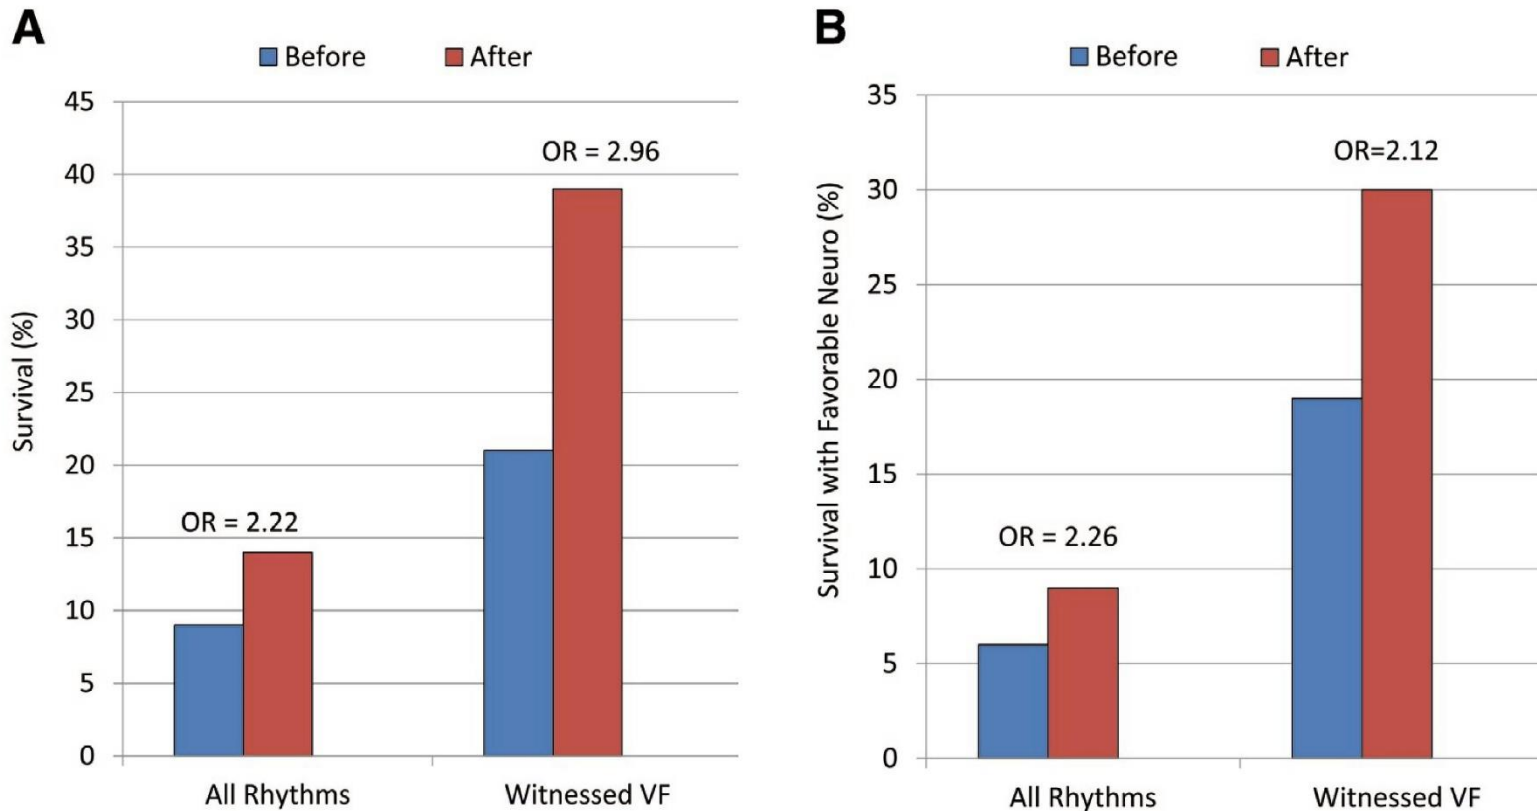 A
Before After
45
40
35
30
25
20
15
10
5
0
Survival (%)
OR = 2.22
OR = 2.96
All Rhythms Witnessed VF
B
Before After
35
30
25
20
15
10
5
0
Survival with Favorable Neuro (%)
OR = 2.26
OR=2.12
All Rhythms Witnessed VF